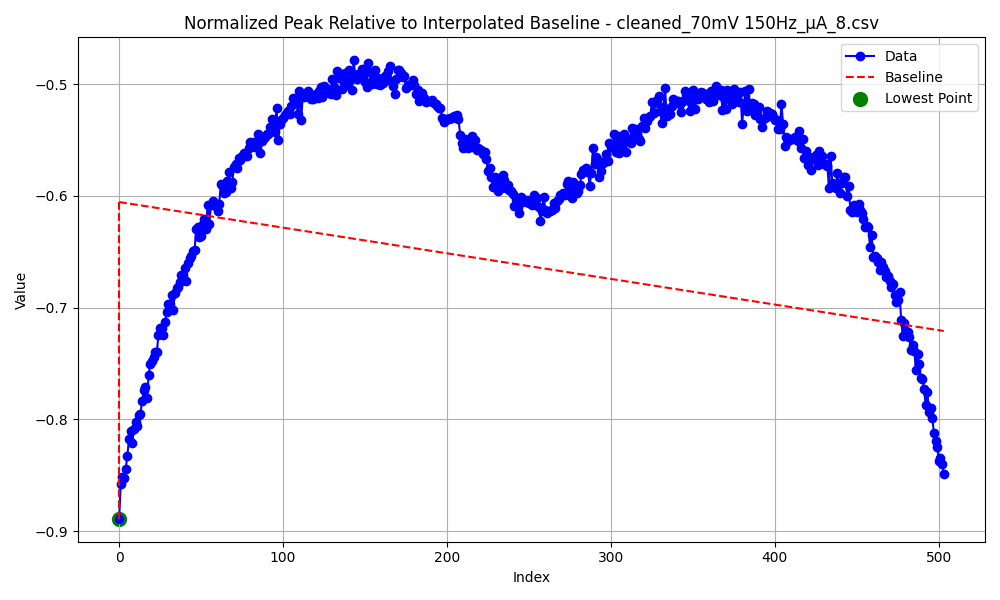 Normalized Peak Relative to Interpolated Baseline - cleaned_70mV 150Hz_μA_8.csv
Data
Baseline
Lowest Point
Value
−0.5
−0.6
−0.7
−0.8
−0.9
0
100
200
300
400
500
Index